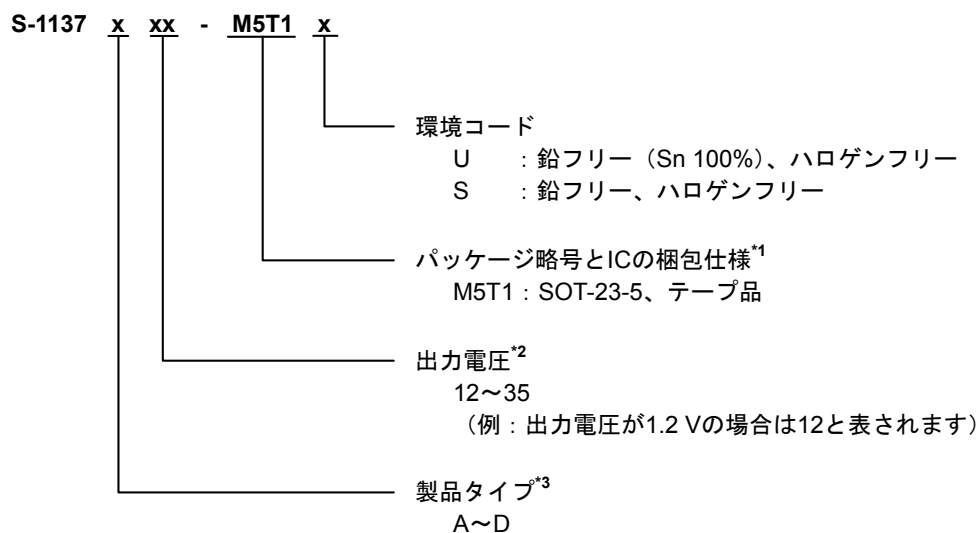 S-1137 x xx - M5T1 x
環境コード
U ：鉛フリー（Sn 100%）、ハロゲンフリー
S ：鉛フリー、ハロゲンフリー
パッケージ略号とICの梱包仕様*1
M5T1：SOT-23-5、テープ品
出力電圧*2
12～35
（例：出力電圧が1.2 Vの場合は12と表されます）
製品タイプ*3
A～D